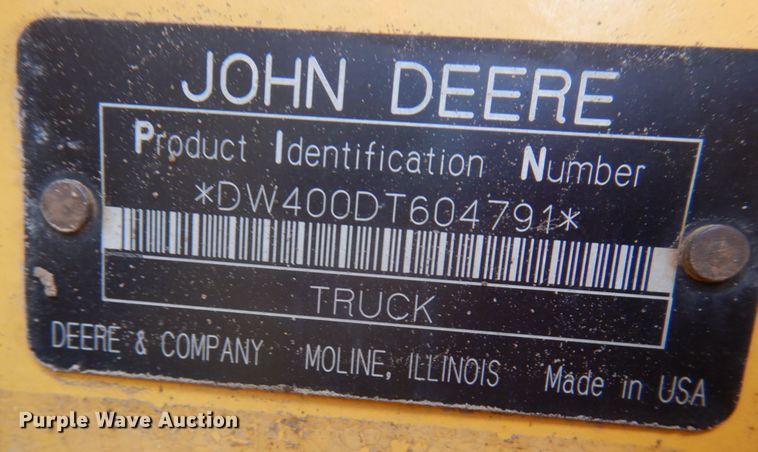 JOHN DEERE
Product Identification Number
*DW400DT604791*
TRUCK
DEERE & COMPANY MOLINE, ILLINOIS Made in USA
Purple Wave Auction